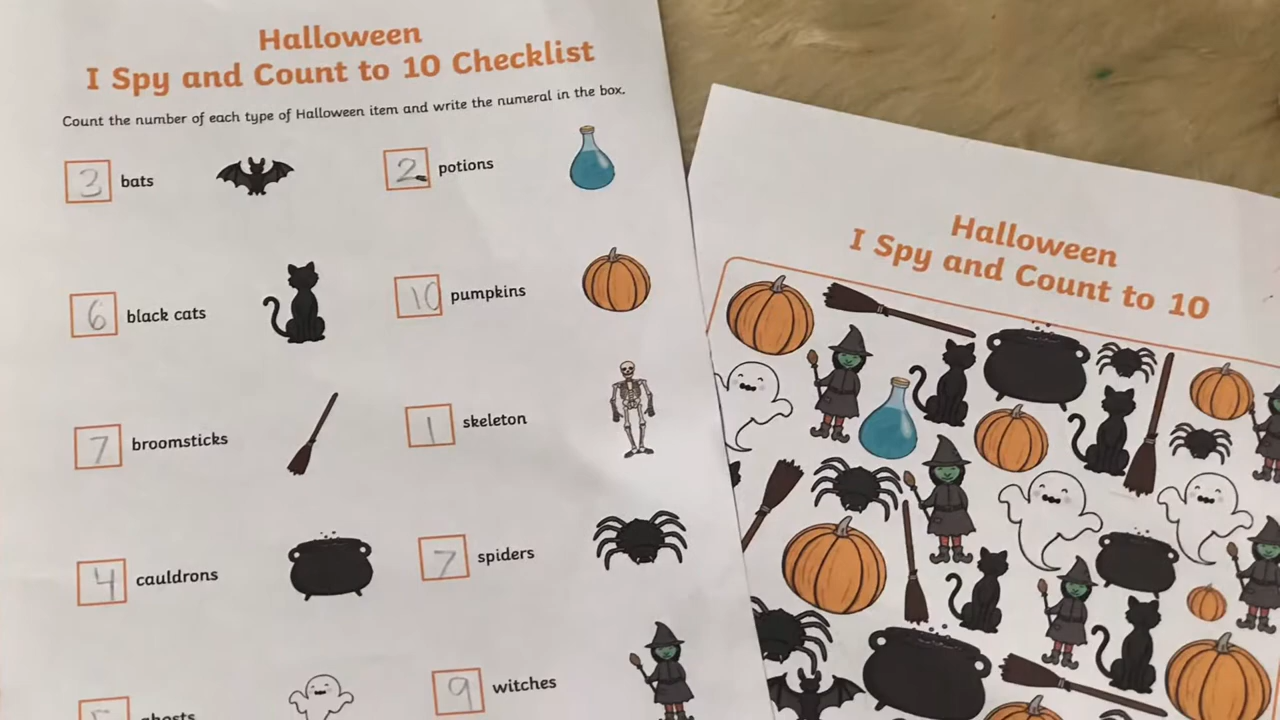 Halloween
I Spy and Count to 10 Checklist
Count the number of each type of Halloween item and write the numeral in the box.
3 bats
2 potions
6 black cats
10 pumpkins
7 broomsticks
1 skeleton
4 cauldrons
7 spiders
ghosts
9 witches
Halloween
I Spy and Count to 10